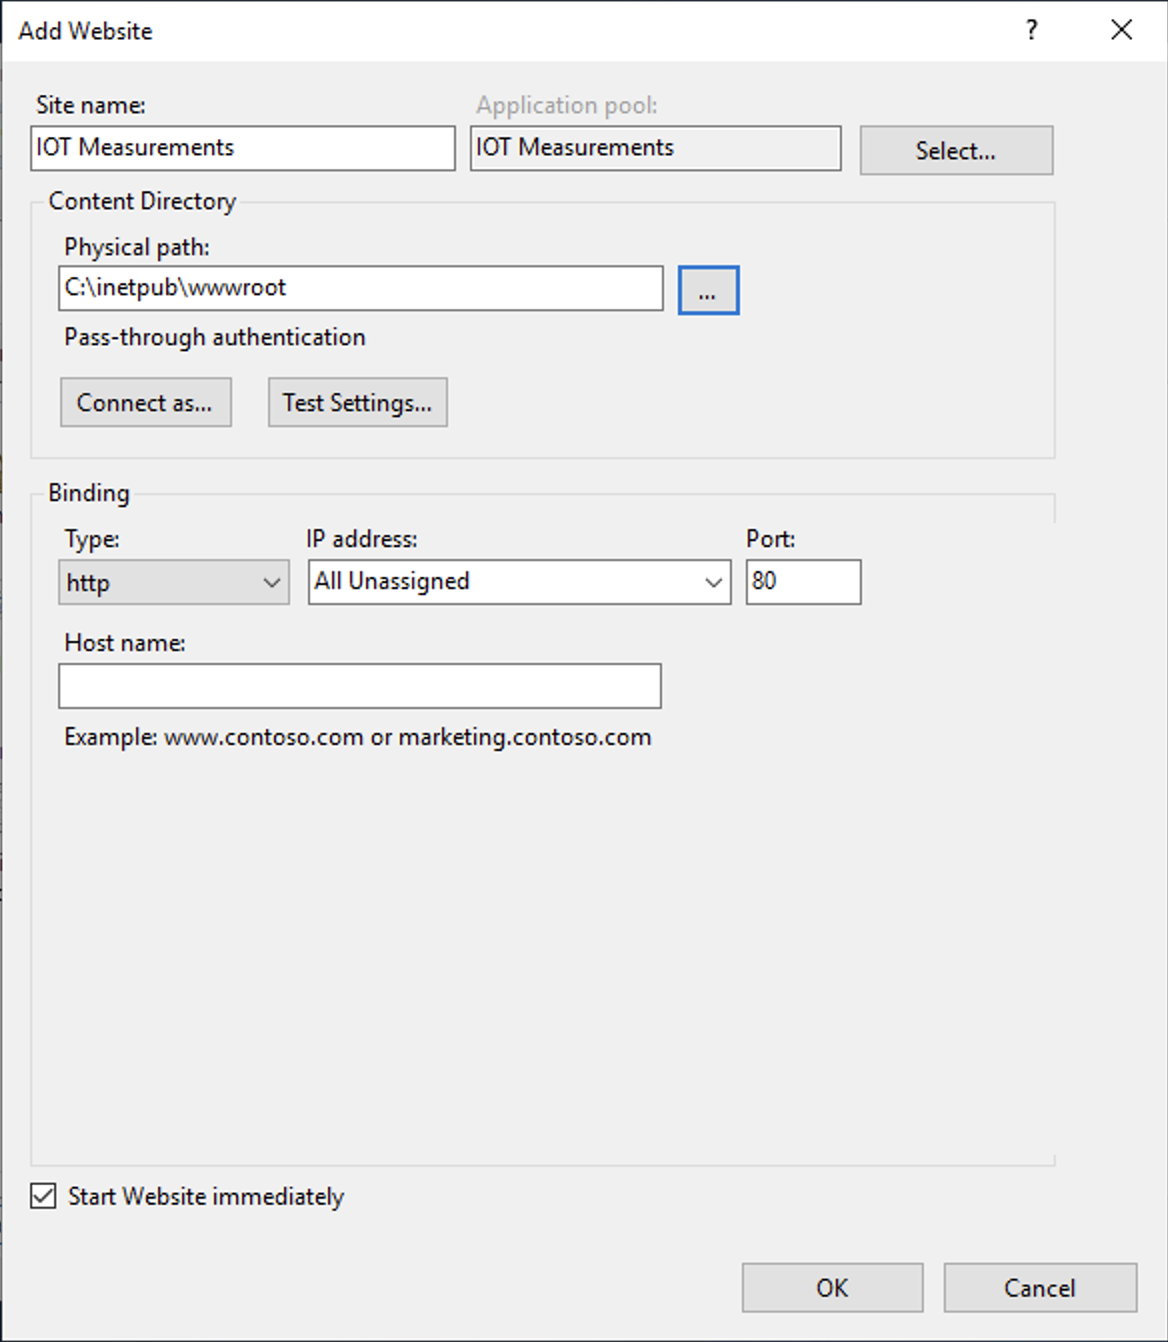 Add Website
?
Site name:
Application pool:
IOT Measurements
IOT Measurements
Select...
Content Directory
Physical path:
C:\inetpub\wwwroot
...
Pass-through authentication
Connect as...
Test Settings...
Binding
Type:
IP address:
Port:
http
All Unassigned
80
Host name:
Example: www.contoso.com or marketing.contoso.com
Start Website immediately
OK
Cancel